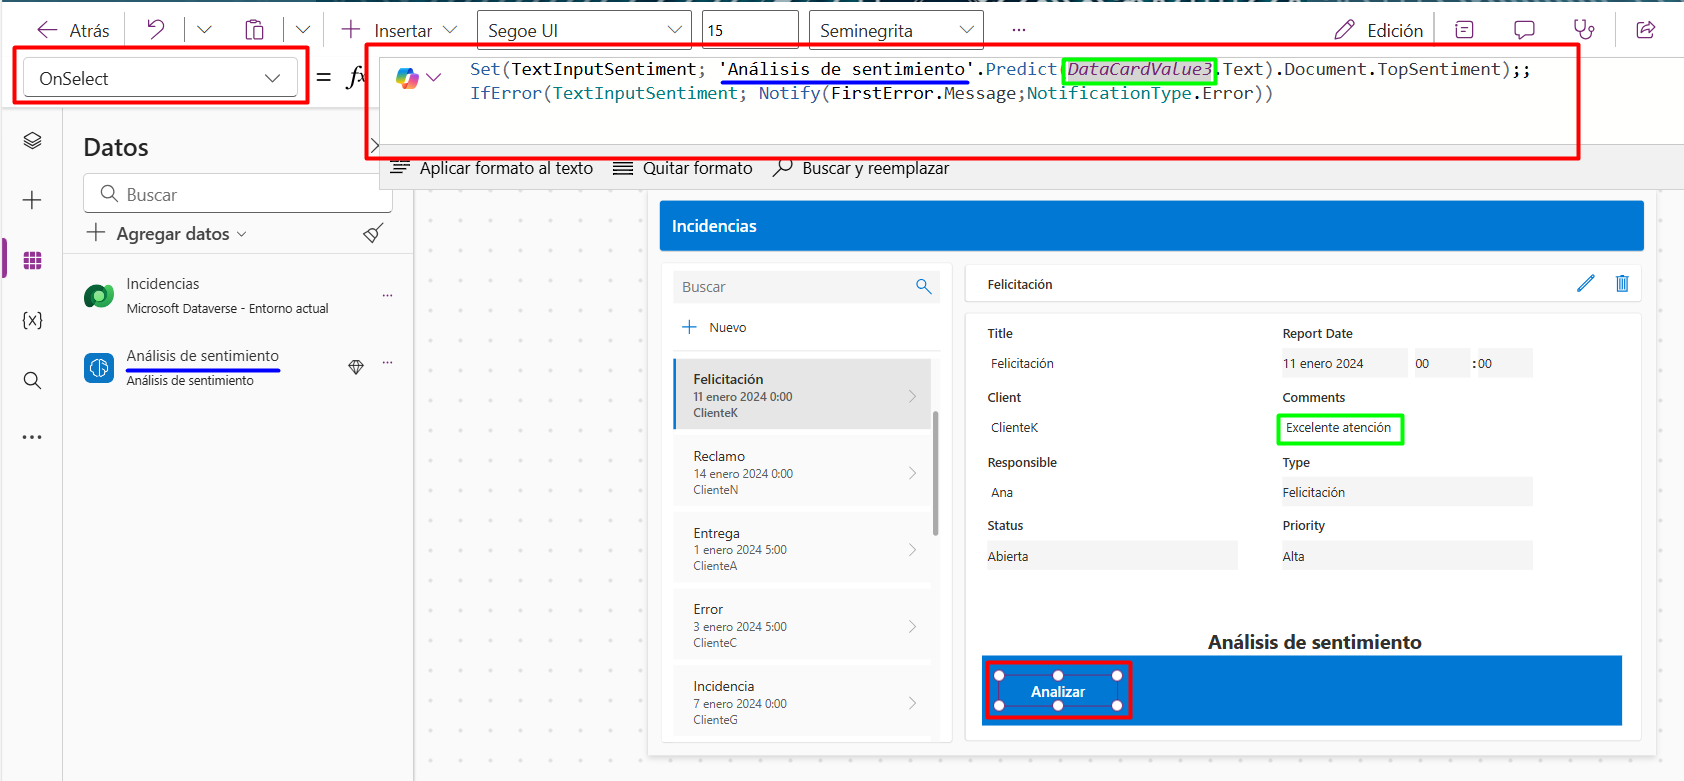 Atrás
Insertar
Segoe UI
15
Seminegrita
...
Edición
OnSelect
= fx
Set(TextInputSentiment; 'Análisis de sentimiento'.Predict(DataCardValue3.Text).Document.TopSentiment);;
IfError(TextInputSentiment; Notify(FirstError.Message;NotificationType.Error))
Aplicar formato al texto
Quitar formato
Buscar y reemplazar
Datos
Buscar
Agregar datos
Incidencias
Microsoft Dataverse - Entorno actual
...
Análisis de sentimiento
Análisis de sentimiento
...
{x}
Incidencias
Buscar
Nuevo
Felicitación
11 enero 2024 0:00
ClienteK
Reclamo
14 enero 2024 0:00
ClienteN
Entrega
1 enero 2024 5:00
ClienteA
Error
3 enero 2024 5:00
ClienteC
Incidencia
7 enero 2024 0:00
ClienteG
Felicitación
Title
Felicitación
Report Date
11 enero 2024 00 :00
Client
ClienteK
Comments
Excelente atención
Responsible
Ana
Type
Felicitación
Status
Abierta
Priority
Alta
Análisis de sentimiento
Analizar